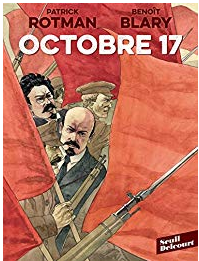 PATRICK BENOÎT
ROTMAN BLARY
OCTOBRE 17
Seuil
Delcourt